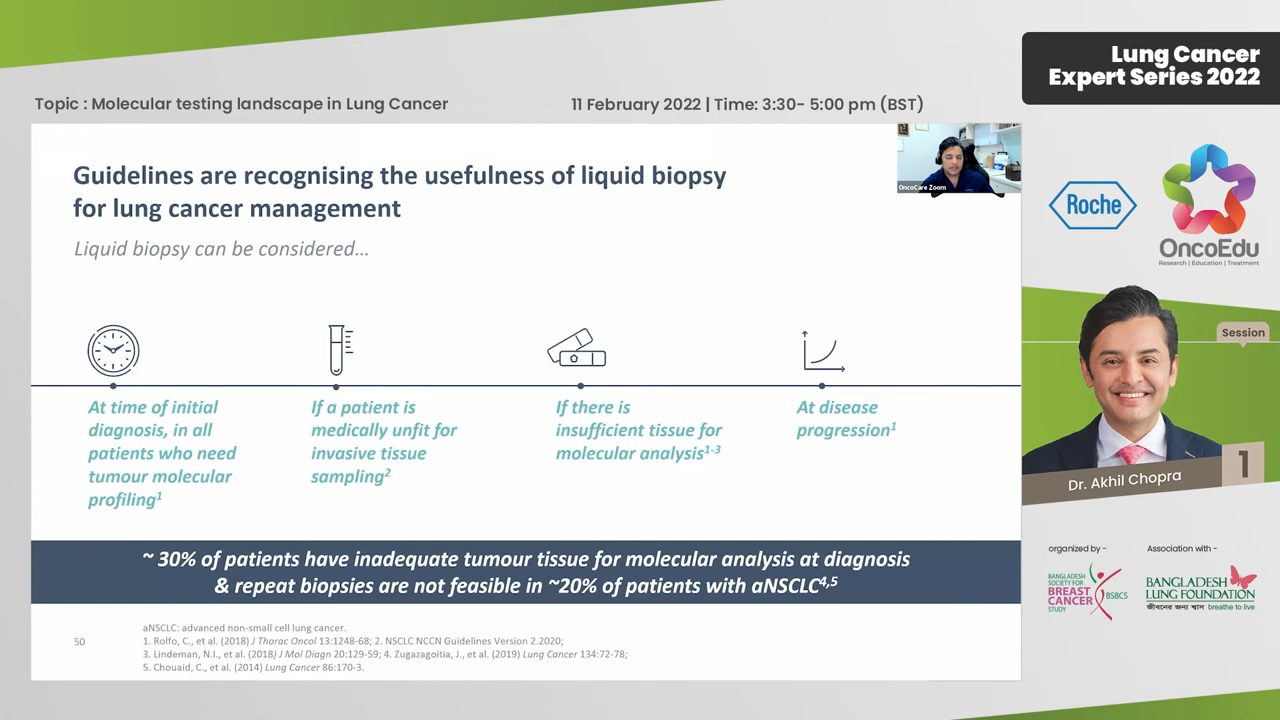 Lung Cancer
Expert Series 2022
Topic : Molecular testing landscape in Lung Cancer
11 February 2022 | Time: 3:30- 5:00 pm (BST)
Guidelines are recognising the usefulness of liquid biopsy
for lung cancer management
Liquid biopsy can be considered...
OncoCare Zoom
At time of initial
diagnosis, in all
patients who need
tumour molecular
profiling1
If a patient is
medically unfit for
invasive tissue
sampling2
If there is
insufficient tissue for
molecular analysis1-3
At disease
progression1
~ 30% of patients have inadequate tumour tissue for molecular analysis at diagnosis
& repeat biopsies are not feasible in ~20% of patients with aNSCLC4,5
50
aNSCLC: advanced non-small cell lung cancer.
1. Rolfo, C., et al. (2018) J Thorac Oncol 13:1248-68; 2. NSCLC NCCN Guidelines Version 2.2020;
3. Lindeman, N.I., et al. (2018) J Mol Diagn 20:129-59; 4. Zugazagoitia, J., et al. (2019) Lung Cancer 134:72-78;
5. Chouaid, C., et al. (2014) Lung Cancer 86:170-3.
Roche
OncoEdu
Research | Education | Treatment
Session
1
Dr. Akhil Chopra
organized by -
Association with -
BANGLADESH
SOCIETY FOR
BREAST
CANCER
STUDY
BSBCS
BANGLADESH
LUNG FOUNDATION
জীবনের জন্য শ্বাস breathe to live